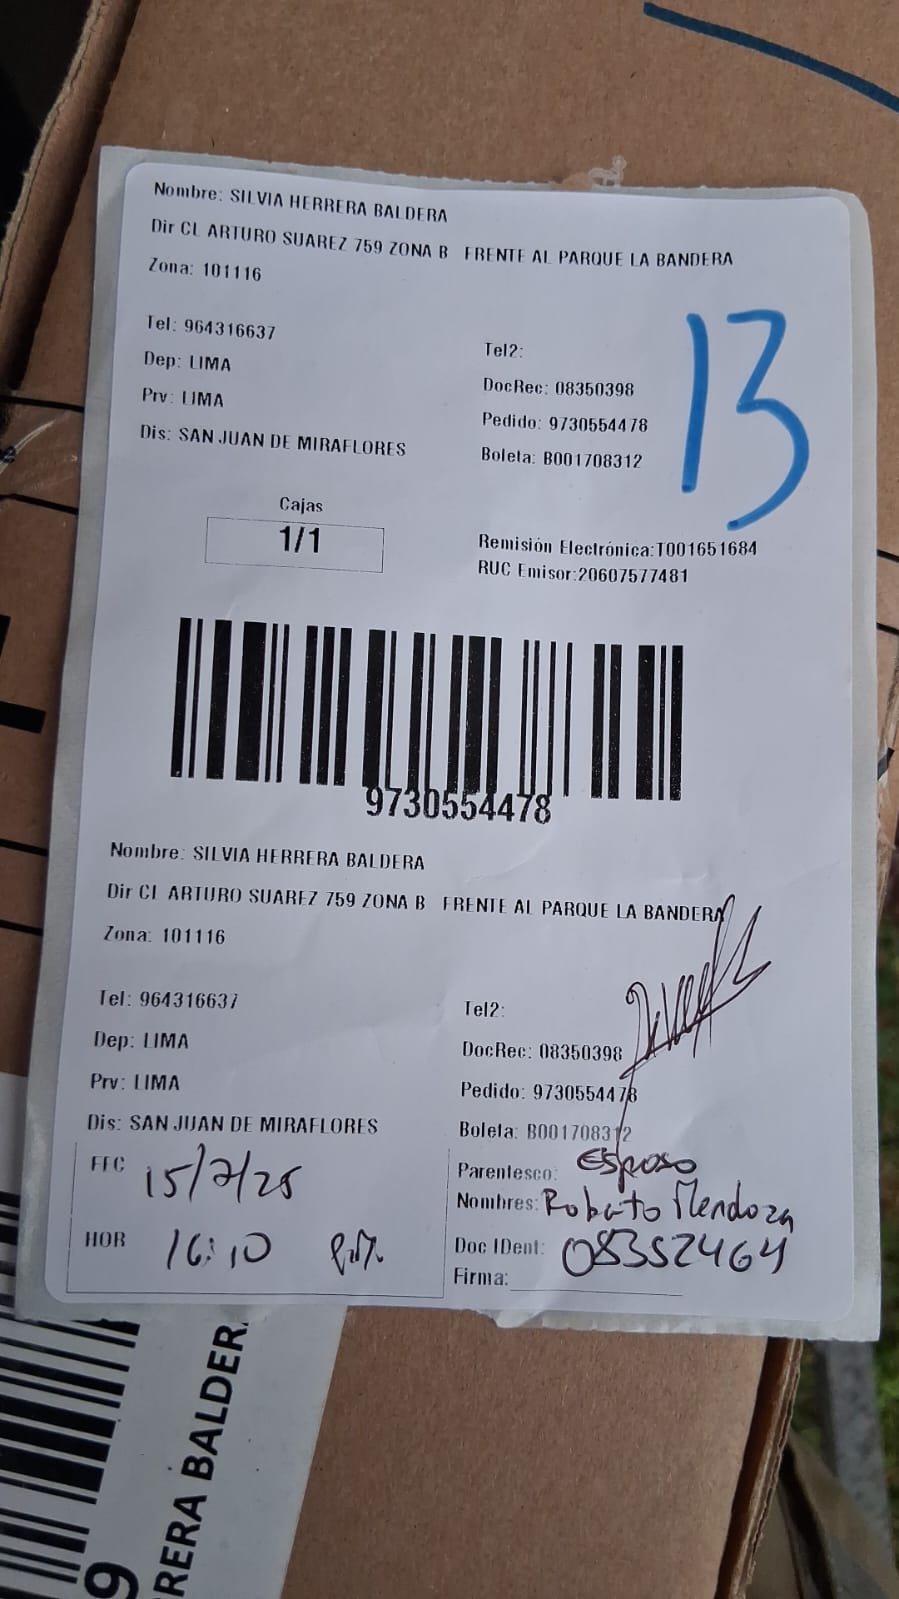 Nombre: SILVIA HERRERA BALDERA
Dir CL ARTURO SUAREZ 759 ZONA B FRENTE AL PARQUE LA BANDERA
Zona: 101116
Tel: 964316637
Tel2:
Dep: LIMA
DocRec: 08350398
Prv: LIMA
Pedido: 9730554478
Dis: SAN JUAN DE MIRAFLORES
Boleta: B001708312
13
Cajas
1/1
Remisión Electrónica:T001651684
RUC Emisor:20607577481
9730554478
Nombre: SILVIA HERRERA BALDERA
Dir CL ARTURO SUAREZ 759 ZONA B FRENTE AL PARQUE LA BANDERA
Zona: 101116
Tel: 964316637
Tel2:
Dep: LIMA
DocRec: 08350398
Prv: LIMA
Pedido: 9730554478
Dis: SAN JUAN DE MIRAFLORES
Boleta: B001708312
FEC 15/7/25
Parentesco: Esposo
Nombres: Roberto Mendoza
HOR 16:10
Doc IDent: 08352464
Firma:
RRERA BALDER
9